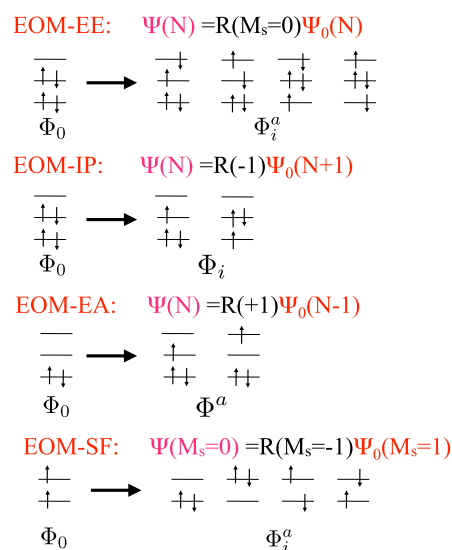 EOM-EE: Ψ(N) =R(Mₛ=0)Ψ₀(N)
Φ₀ Φᵢᵃ
EOM-IP: Ψ(N) =R(-1)Ψ₀(N+1)
Φ₀ Φᵢ
EOM-EA: Ψ(N) =R(+1)Ψ₀(N-1)
Φ₀ Φᵃ
EOM-SF: Ψ(Mₛ=0)=R(Mₛ=-1)Ψ₀(Mₛ=1)
Φ₀ Φᵢᵃ